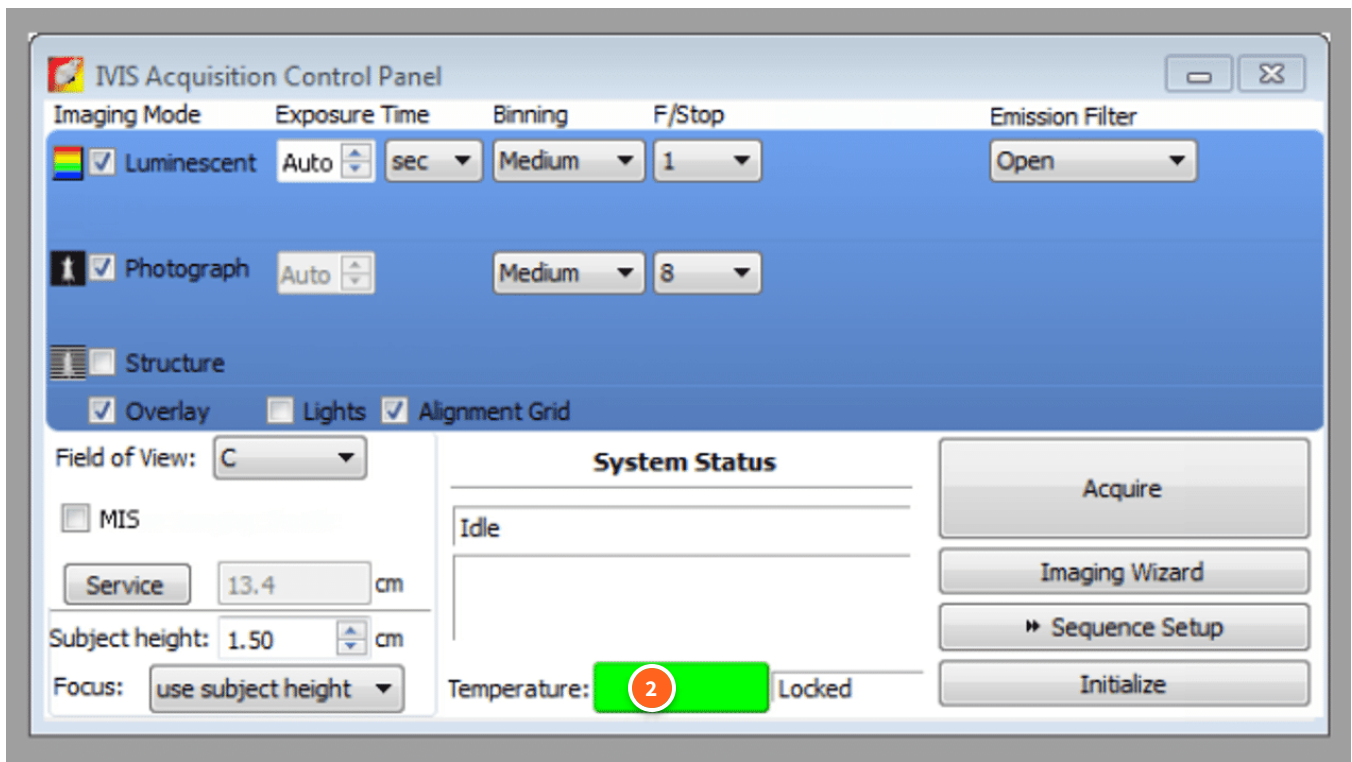 IVIS Acquisition Control Panel
Imaging Mode Exposure Time Binning F/Stop Emission Filter
Luminescent Auto sec Medium 1 Open
Photograph Auto Medium 8
Structure
Overlay Lights Alignment Grid
Field of View: C
System Status
Acquire
MIS
Idle
Imaging Wizard
Service 13.4 cm
Sequence Setup
Subject height: 1.50 cm
Focus: use subject height
Temperature: 2 Locked
Initialize